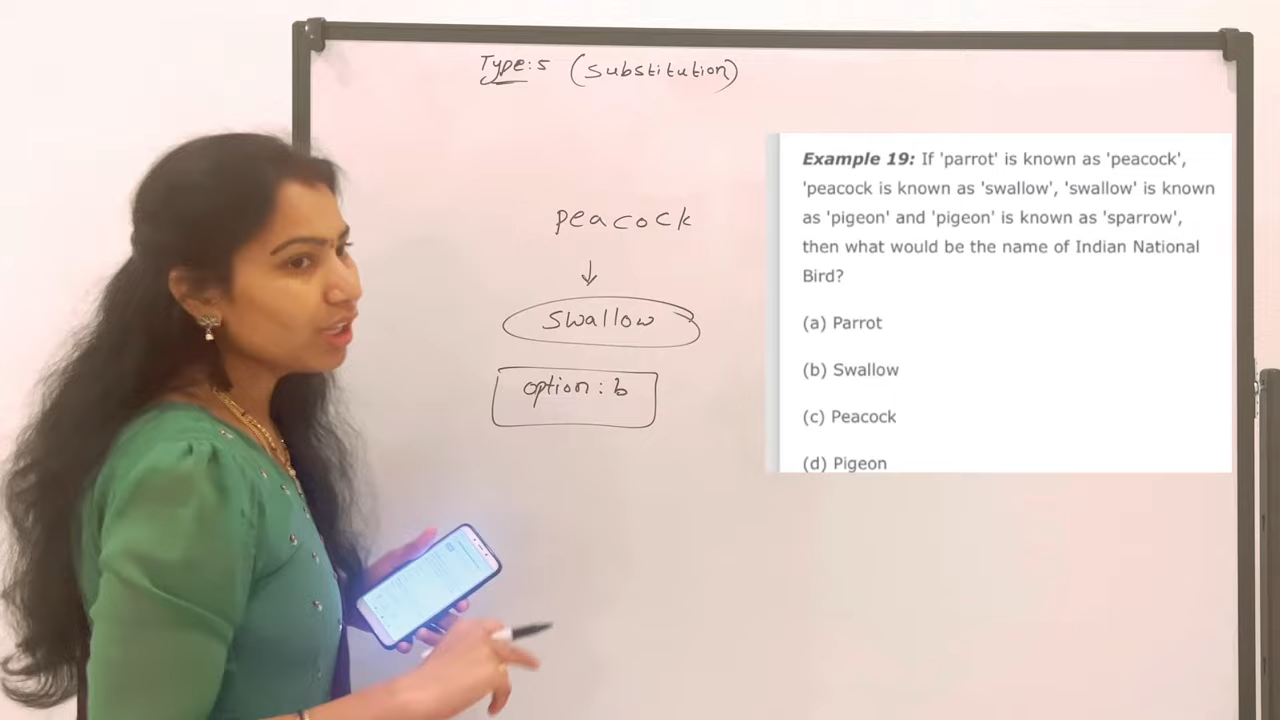 Type: 5 (Substitution)
peacock
↓
Swallow
option: b
Example 19: If 'parrot' is known as 'peacock',
'peacock is known as 'swallow', 'swallow' is known
as 'pigeon' and 'pigeon' is known as 'sparrow',
then what would be the name of Indian National
Bird?
(a) Parrot
(b) Swallow
(c) Peacock
(d) Pigeon